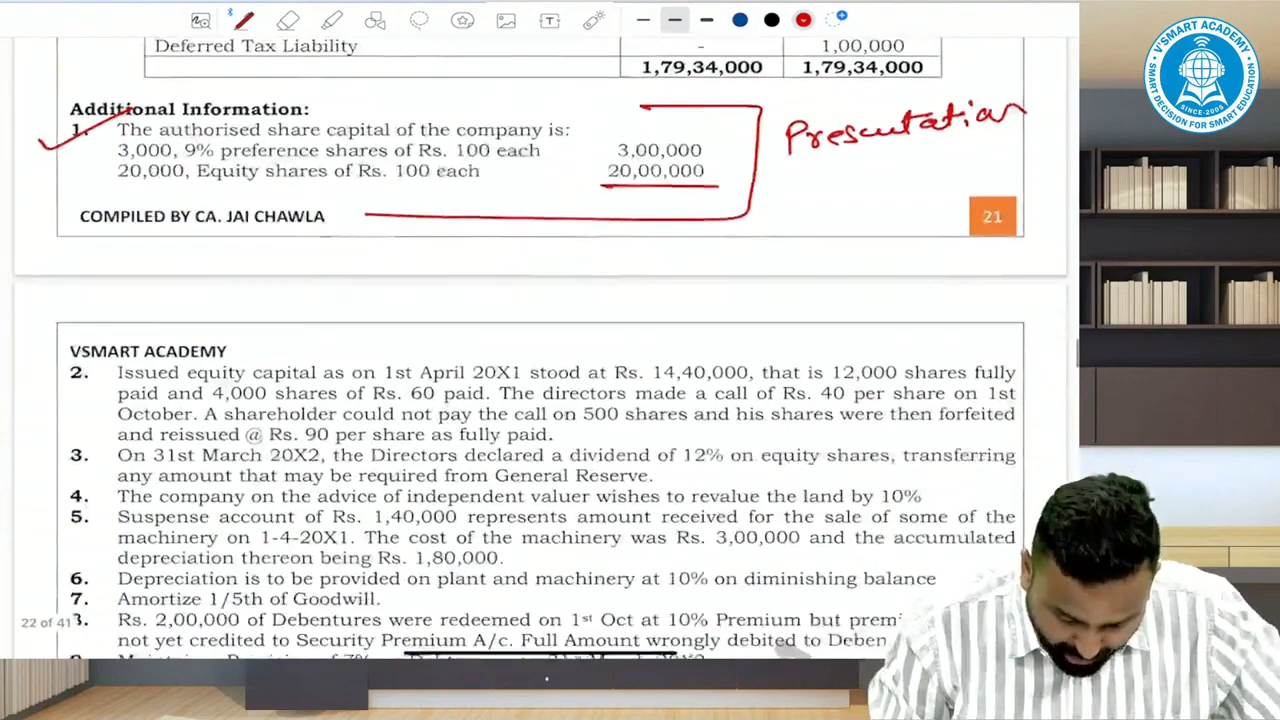 Deferred Tax Liability - 1,00,000
1,79,34,000 1,79,34,000
Additional Information:
1. The authorised share capital of the company is:
3,000, 9% preference shares of Rs. 100 each 3,00,000
20,000, Equity shares of Rs. 100 each 20,00,000
Presentation
COMPILED BY CA. JAI CHAWLA 21
VSMART ACADEMY
2. Issued equity capital as on 1st April 20X1 stood at Rs. 14,40,000, that is 12,000 shares fully
paid and 4,000 shares of Rs. 60 paid. The directors made a call of Rs. 40 per share on 1st
October. A shareholder could not pay the call on 500 shares and his shares were then forfeited
and reissued @ Rs. 90 per share as fully paid.
3. On 31st March 20X2, the Directors declared a dividend of 12% on equity shares, transferring
any amount that may be required from General Reserve.
4. The company on the advice of independent valuer wishes to revalue the land by 10%
5. Suspense account of Rs. 1,40,000 represents amount received for the sale of some of the
machinery on 1-4-20X1. The cost of the machinery was Rs. 3,00,000 and the accumulated
depreciation thereon being Rs. 1,80,000.
6. Depreciation is to be provided on plant and machinery at 10% on diminishing balance
7. Amortize 1/5th of Goodwill.
22 of 41
Rs. 2,00,000 of Debentures were redeemed on 1st Oct at 10% Premium but premi
not yet credited to Security Premium A/c. Full Amount wrongly debited to Deben
V'SMART ACADEMY
SINCE-2005
SMART DECISION FOR SMART EDUCATION